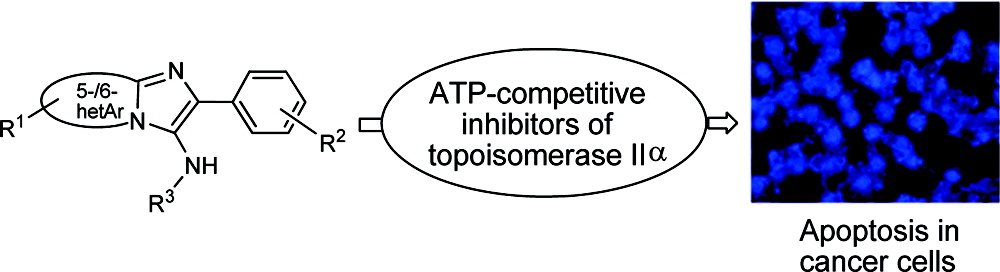 5-/6-
hetAr
N
N
R¹
R²
NH
R³
ATP-competitive
inhibitors of
topoisomerase IIα
Apoptosis in
cancer cells